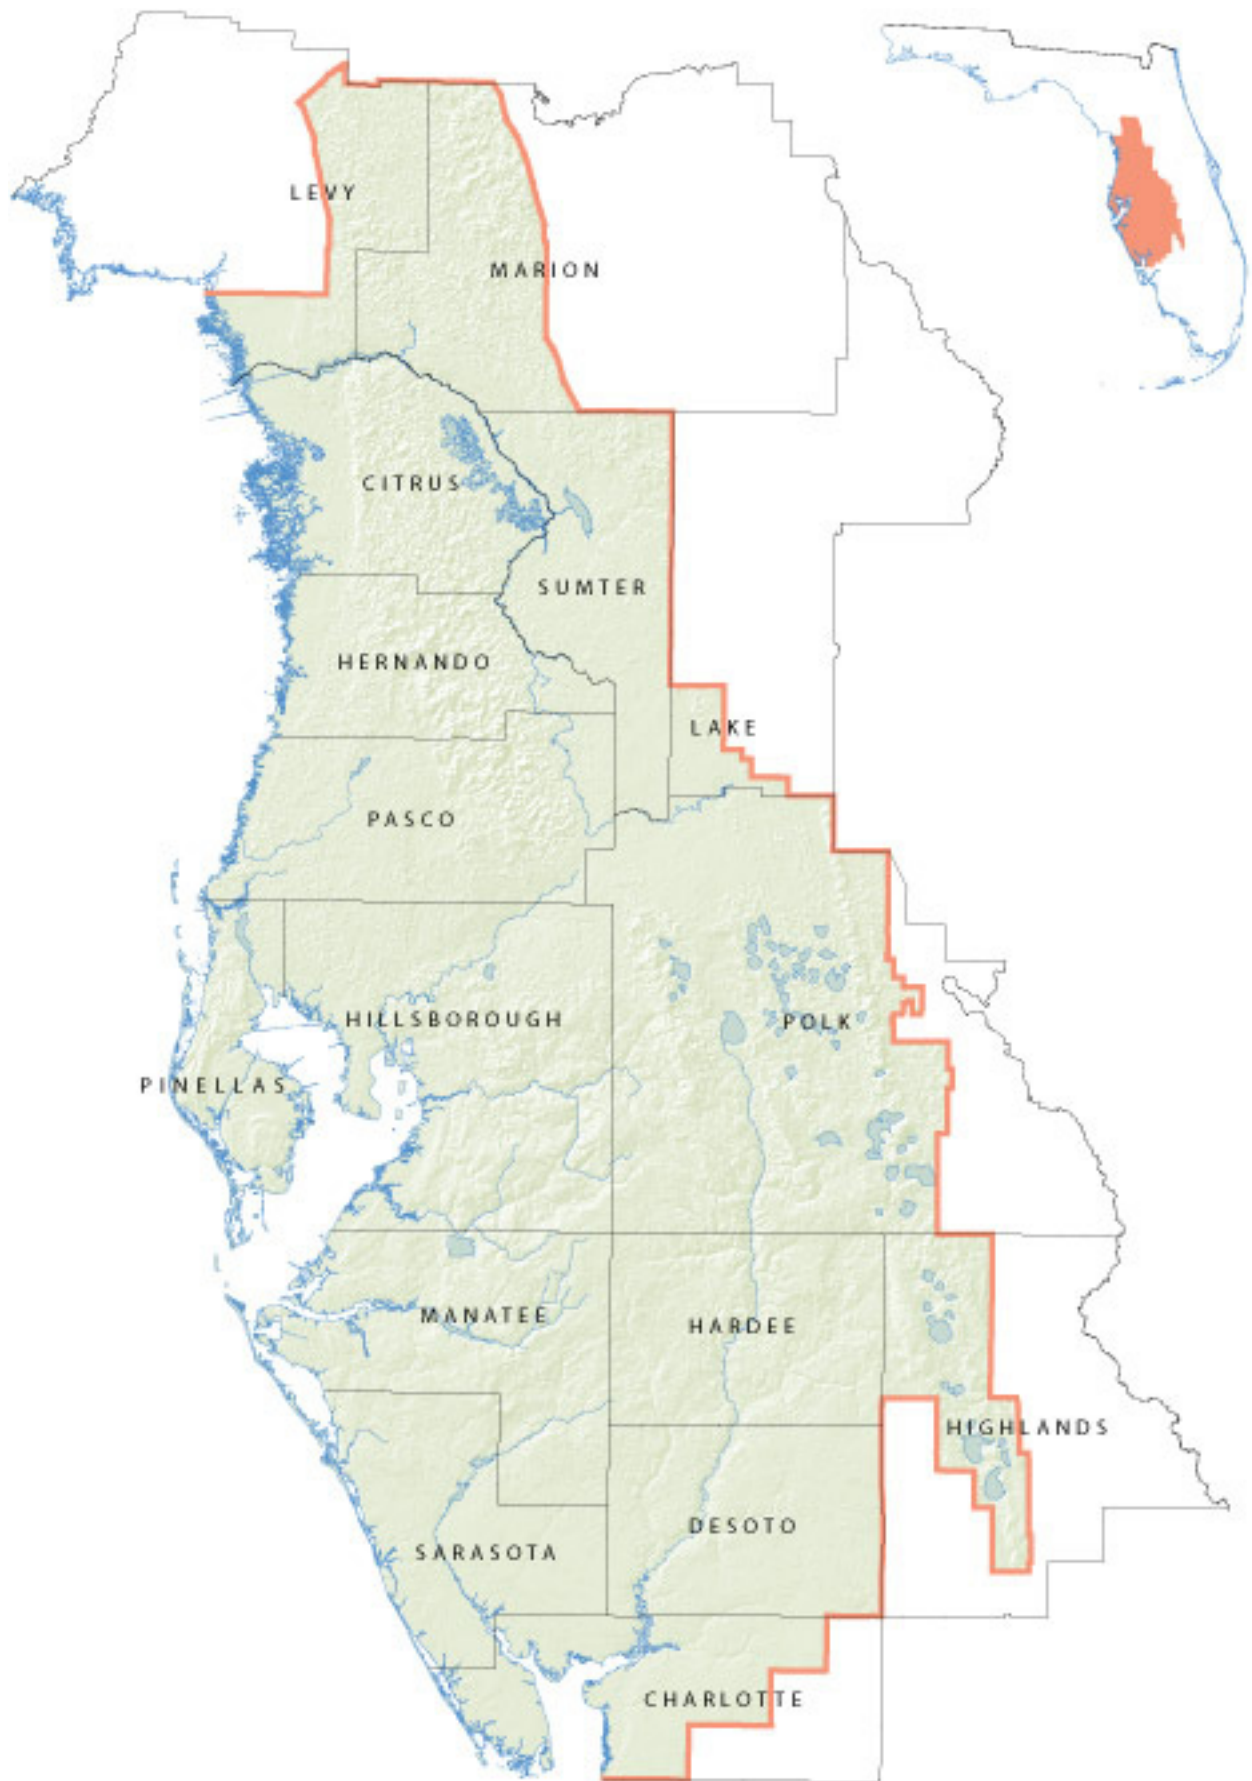 LEVY
MARION
CITRUS
SUMTER
HERNANDO
LAKE
PASCO
HILLSBOROUGH
POLK
PINELLAS
MANATEE
HARDEE
HIGHLANDS
DESOTO
SARASOTA
CHARLOTTE